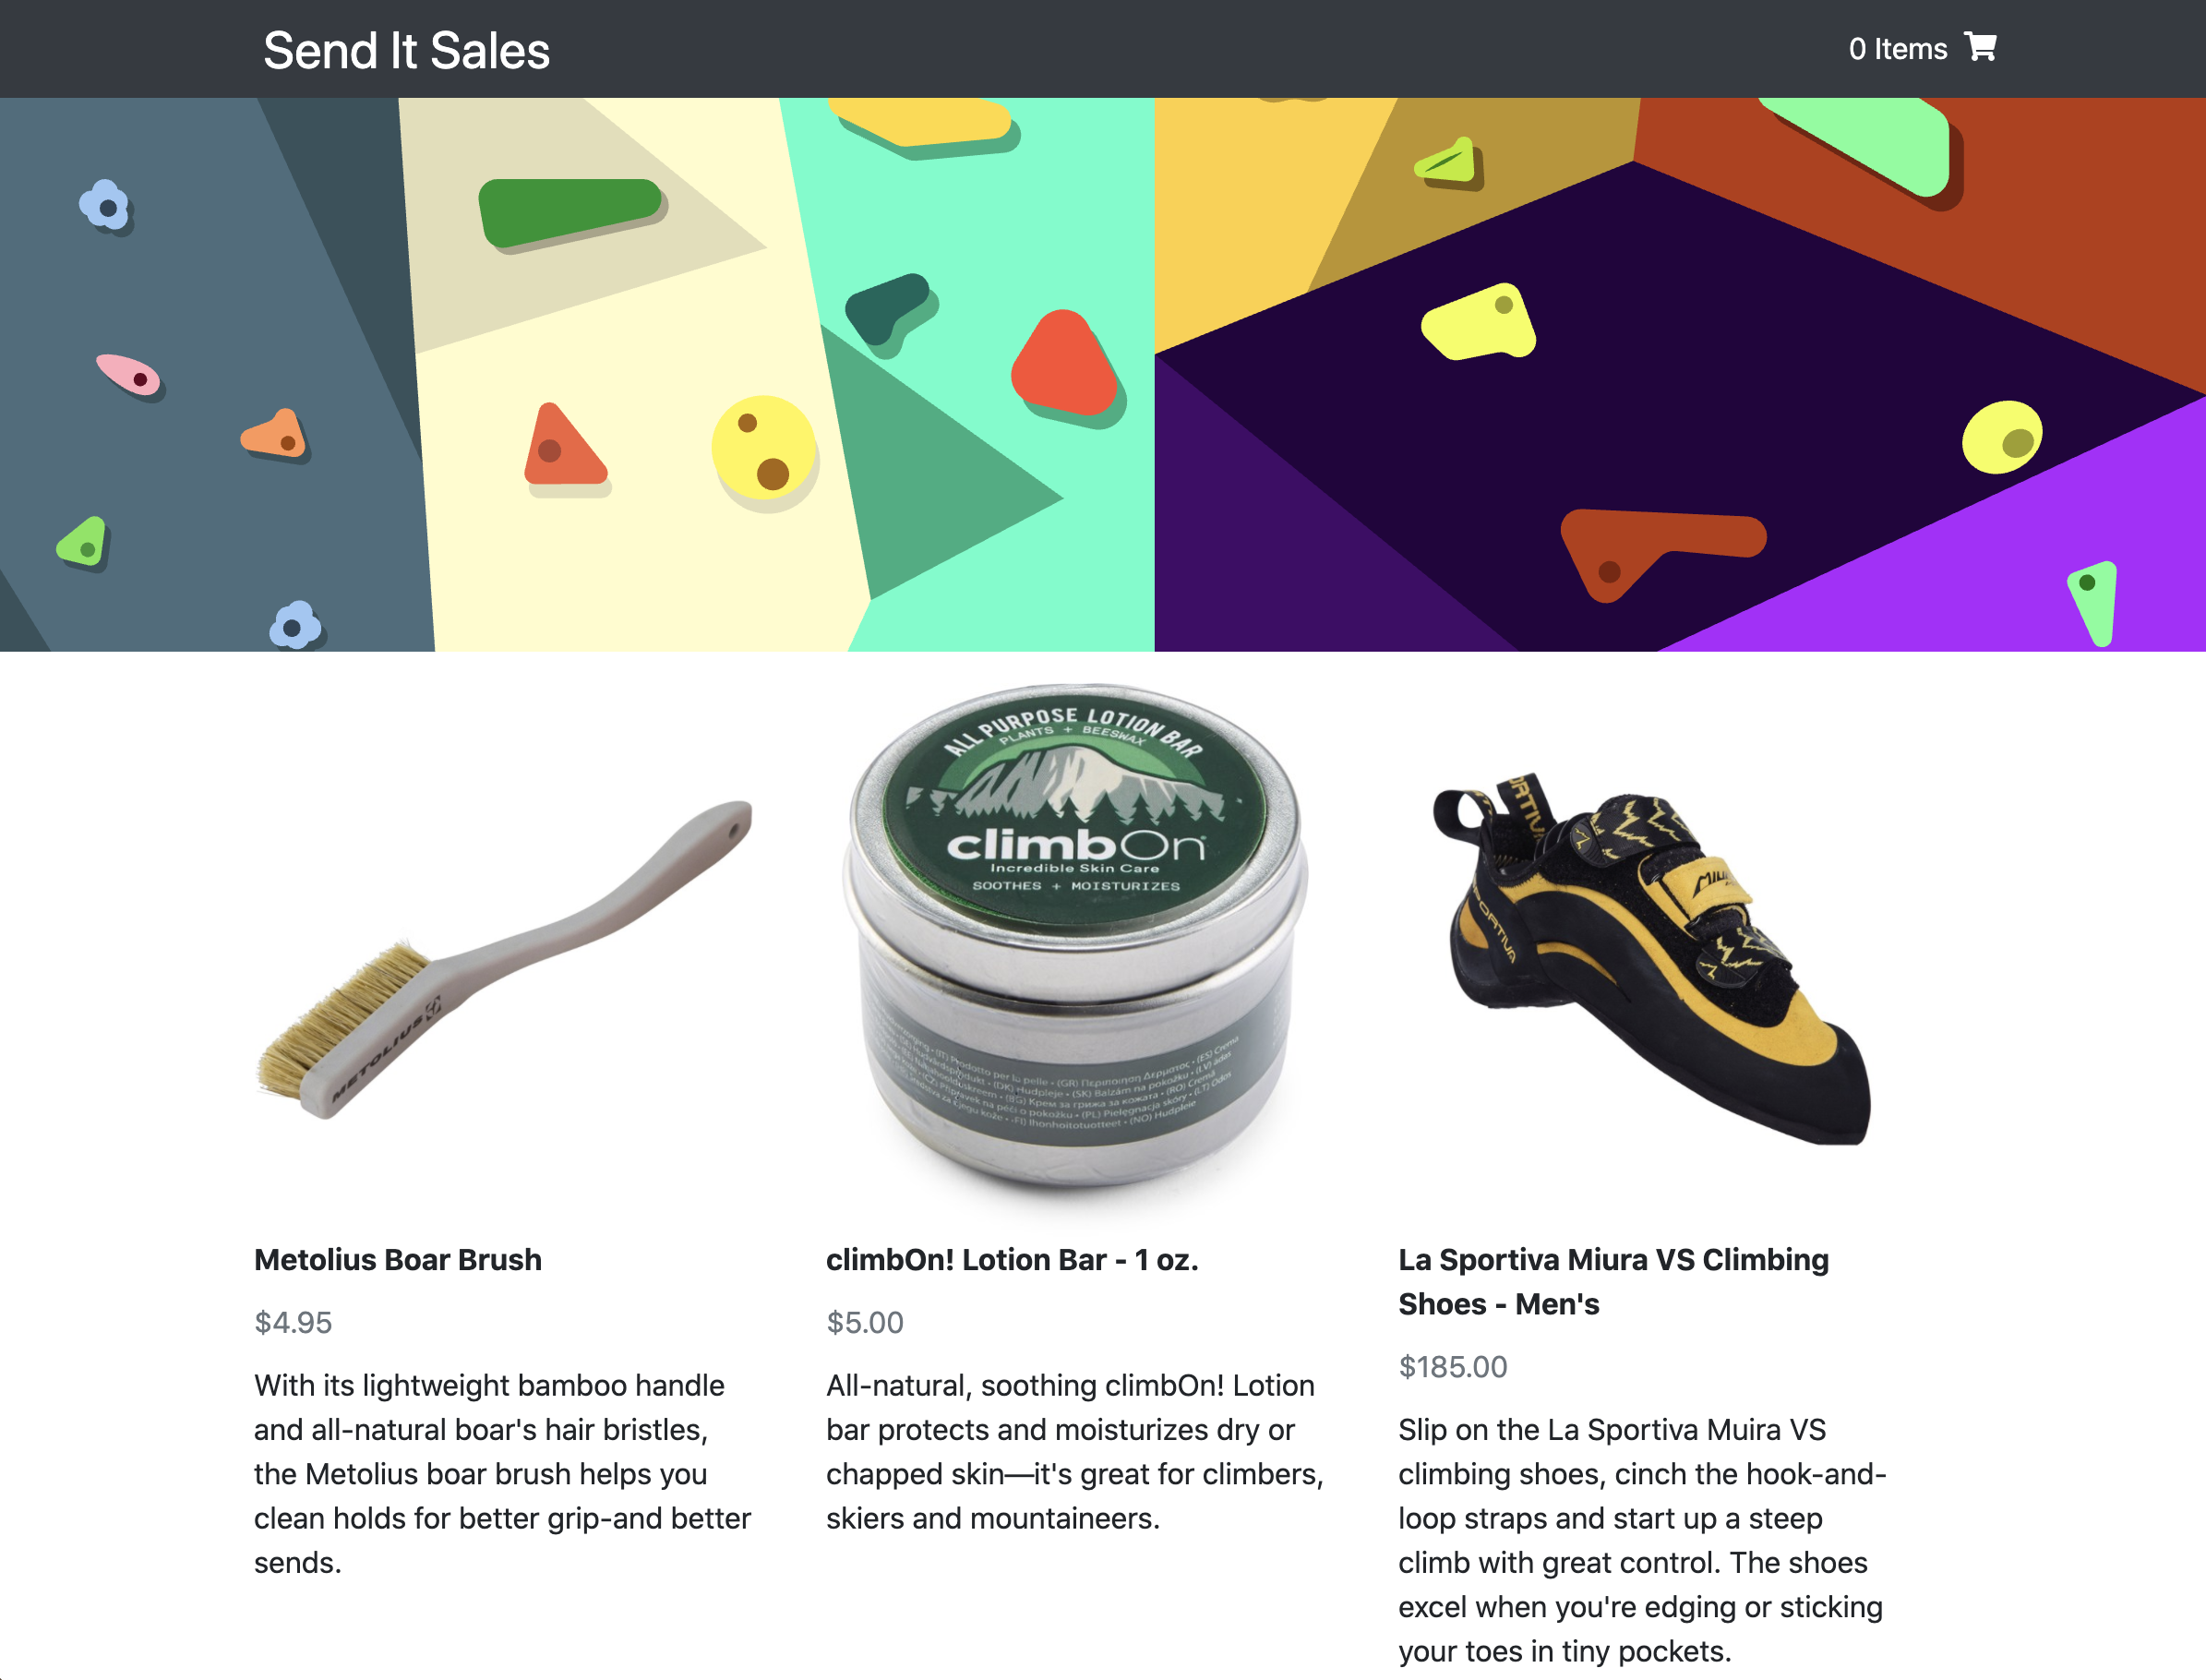 Send It Sales
0 Items
ALL PURPOSE LOTION BAR
PLANTS + BEESWAX
climbOn
Incredible Skin Care
SOOTHES + MOISTURIZES
METOLIUS
SPORTIVA
Metolius Boar Brush
$4.95
With its lightweight bamboo handle
and all-natural boar's hair bristles,
the Metolius boar brush helps you
clean holds for better grip-and better
sends.
climbOn! Lotion Bar - 1 oz.
$5.00
All-natural, soothing climbOn! Lotion
bar protects and moisturizes dry or
chapped skin—it's great for climbers,
skiers and mountaineers.
La Sportiva Miura VS Climbing
Shoes - Men's
$185.00
Slip on the La Sportiva Muira VS
climbing shoes, cinch the hook-and-
loop straps and start up a steep
climb with great control. The shoes
excel when you're edging or sticking
your toes in tiny pockets.